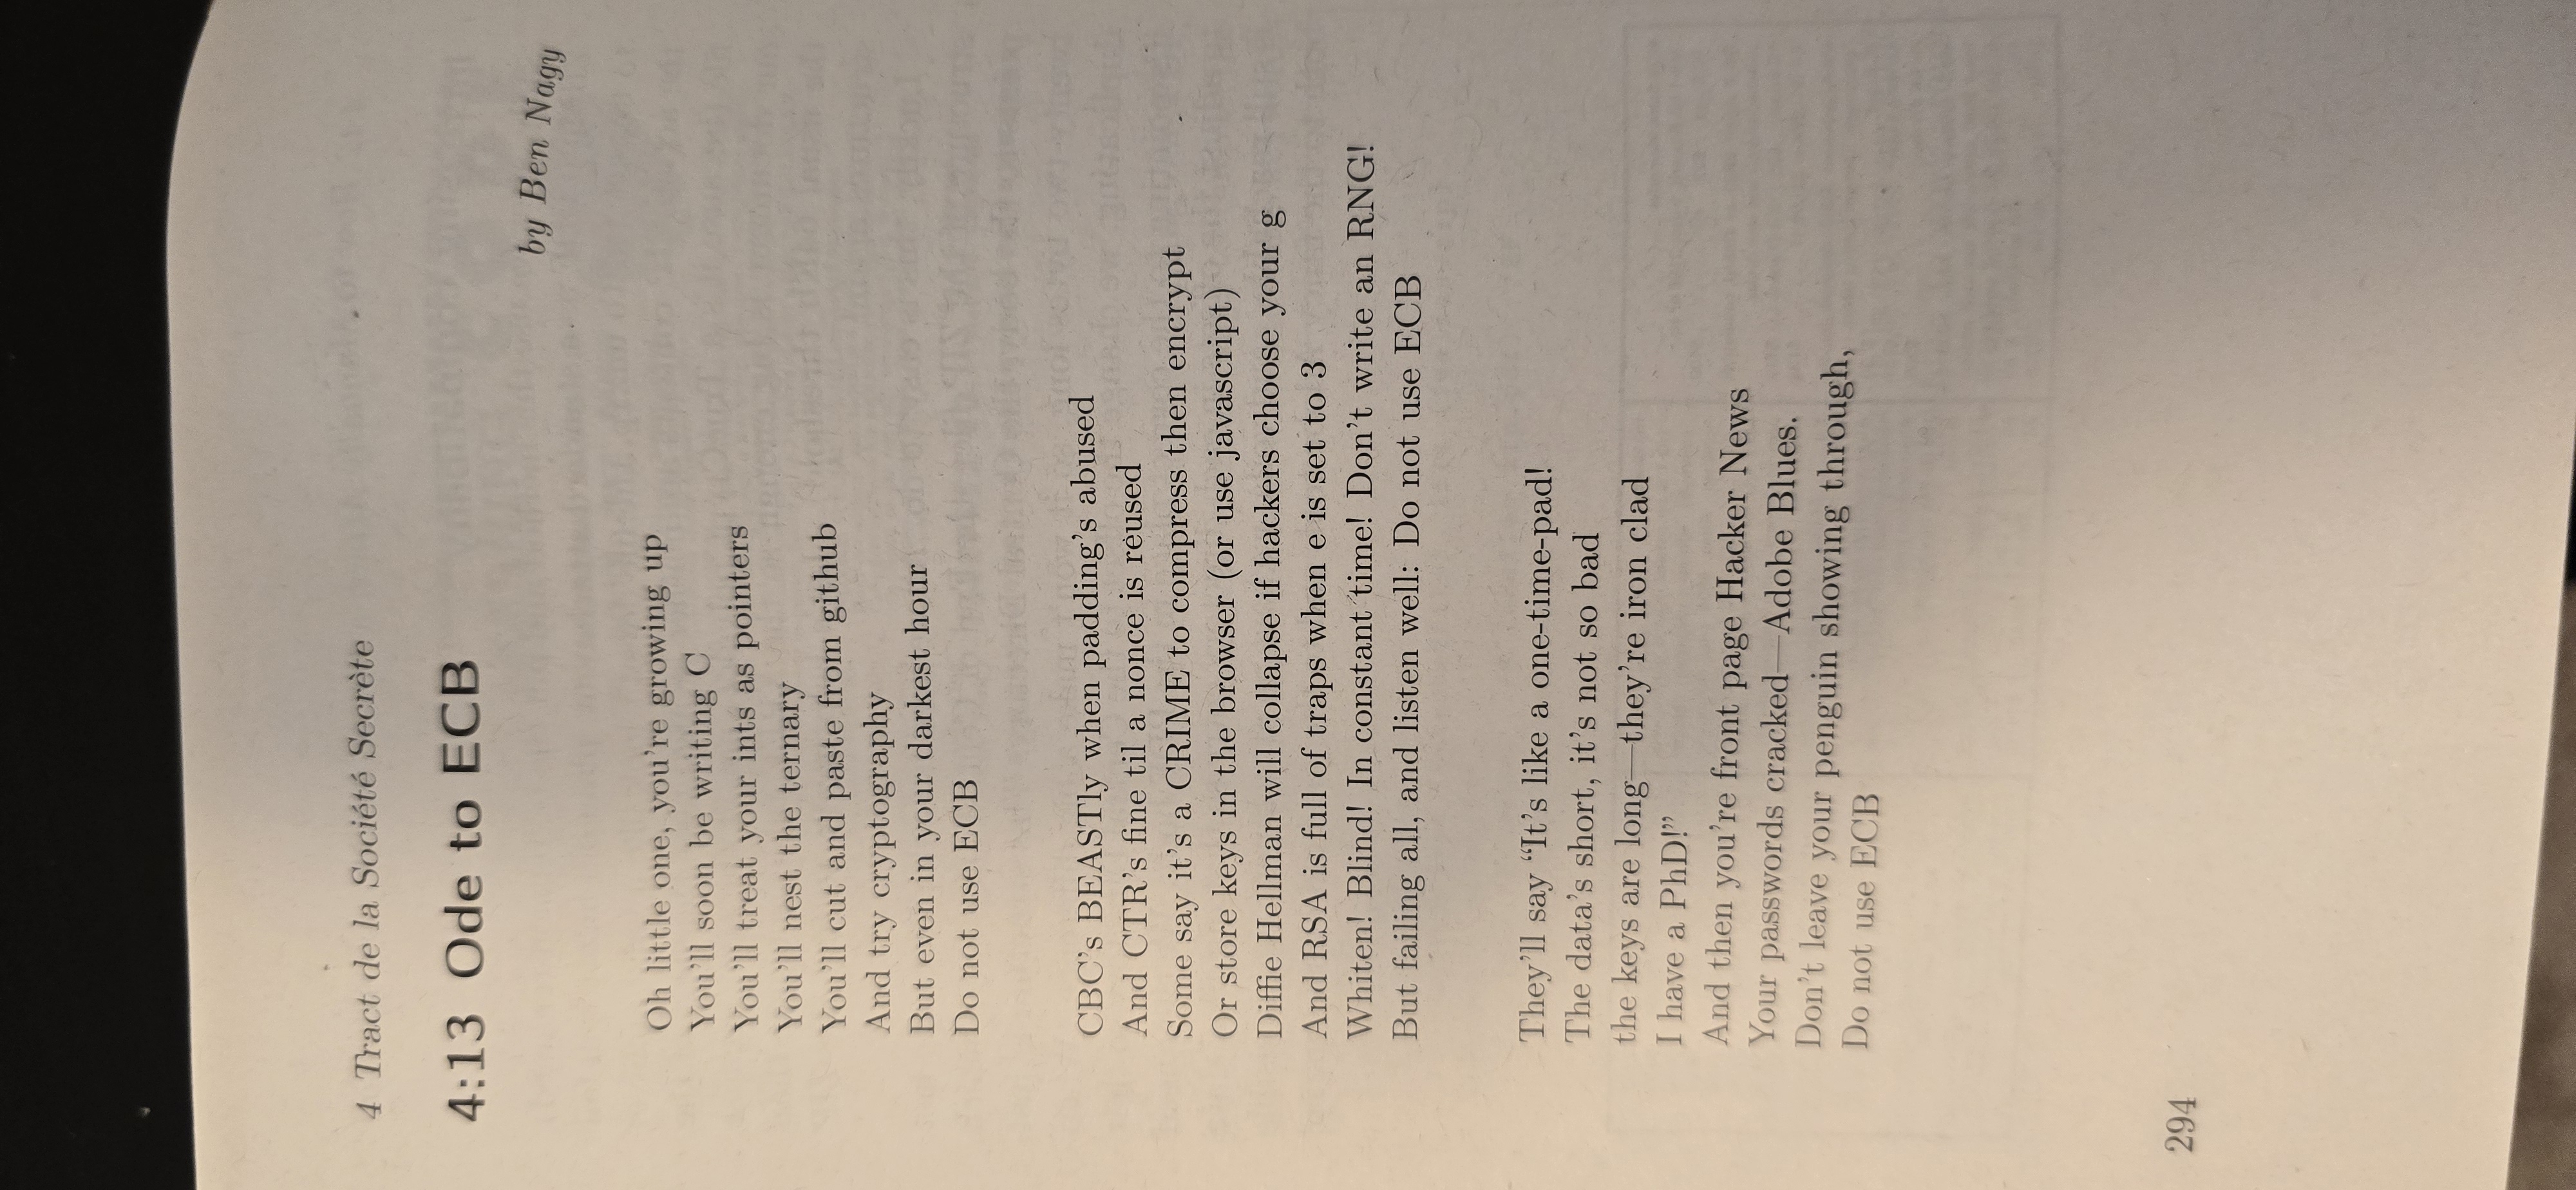 4 Tract de la Société Secrète
4:13 Ode to ECB
by Ben Nagy
Oh little one, you're growing up
You'll soon be writing C
You'll treat your ints as pointers
You'll nest the ternary
You'll cut and paste from github
And try cryptography
But even in your darkest hour
Do not use ECB
CBC's BEASTly when padding's abused
And CTR's fine til a nonce is reused
Some say it's a CRIME to compress then encrypt
Or store keys in the browser (or use javascript)
Diffie Hellman will collapse if hackers choose your g
And RSA is full of traps when e is set to 3
Whiten! Blind! In constant time! Don't write an RNG!
But failing all, and listen well: Do not use ECB
They'll say “It's like a one-time-pad!
The data's short, it's not so bad
the keys are long—they're iron clad
I have a PhD!”
And then you're front page Hacker News
Your passwords cracked—Adobe Blues.
Don't leave your penguin showing through,
Do not use ECB
294